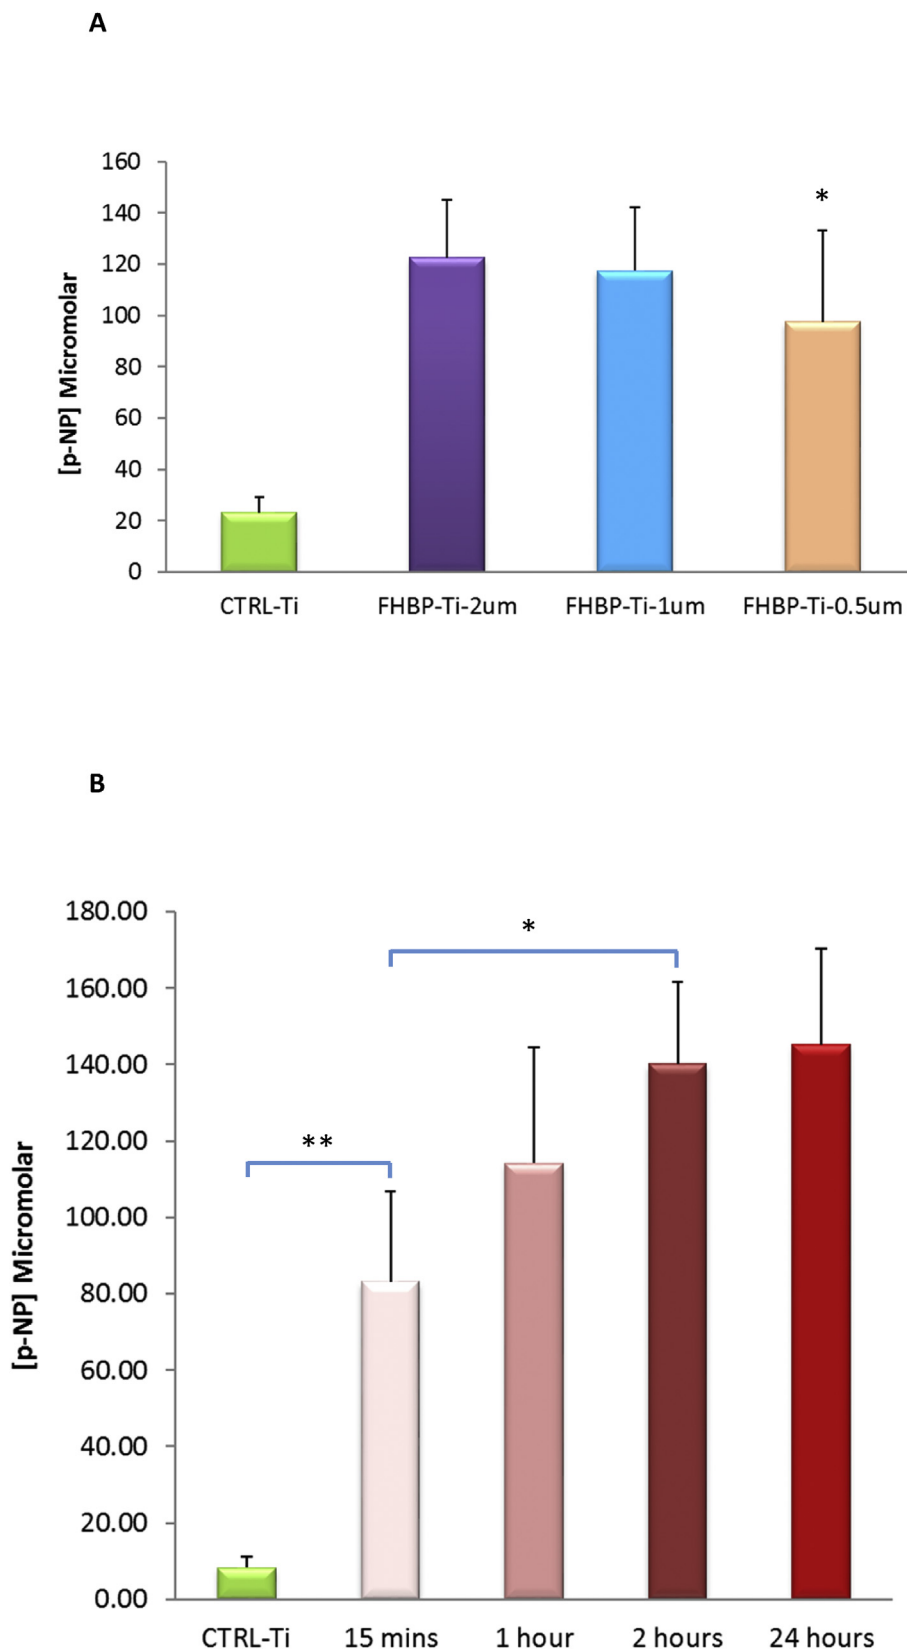 A
160
140
120
100
80
60
40
20
0
[p-NP] Micromolar
*
CTRL-Ti
FHBP-Ti-2um
FHBP-Ti-1um
FHBP-Ti-0.5um
B
180.00
160.00
140.00
120.00
100.00
80.00
60.00
40.00
20.00
0.00
[p-NP] Micromolar
*
**
CTRL-Ti
15 mins
1 hour
2 hours
24 hours